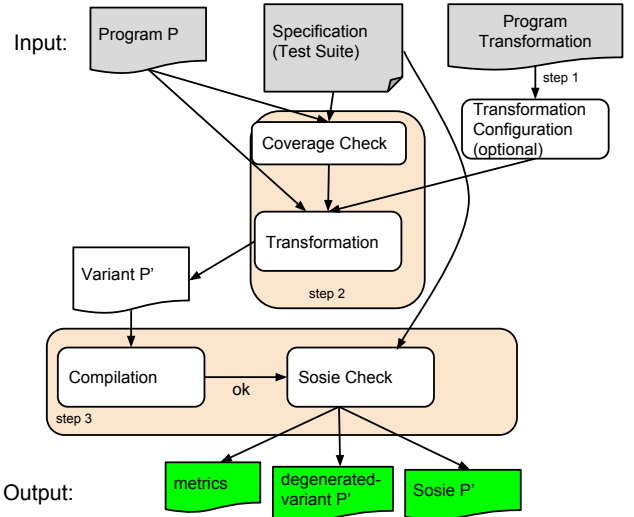 Input:
Program P
Specification
(Test Suite)
Program
Transformation
step 1
Transformation
Configuration
(optional)
Coverage Check
Transformation
step 2
Variant P'
Compilation
ok
Sosie Check
step 3
Output:
metrics
degenerated-
variant P'
Sosie P'